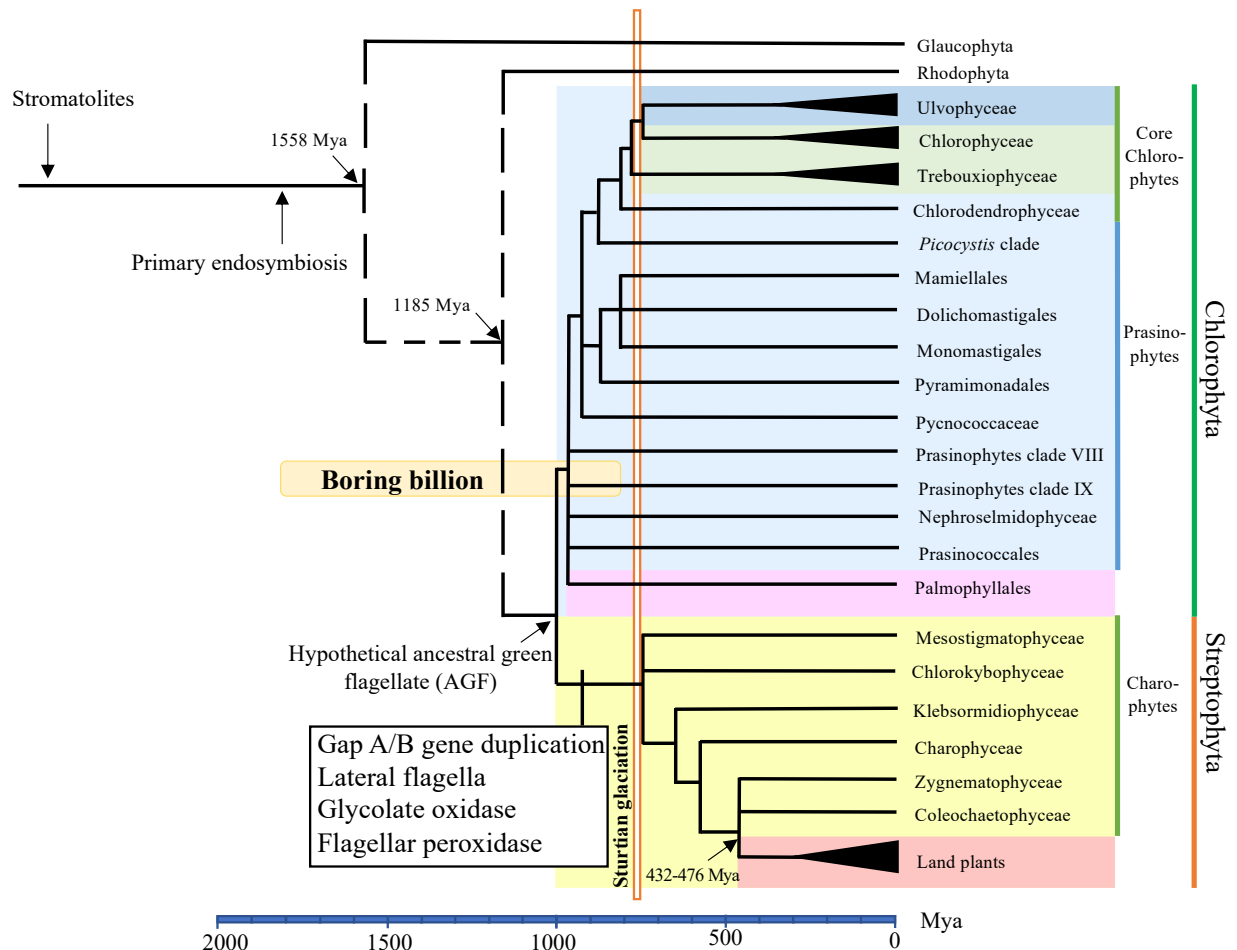 Glaucophyta
Rhodophyta
Stromatolites
1558 Mya
Primary endosymbiosis
1185 Mya
Ulvophyceae
Chlorophyceae
Trebouxiophyceae
Chlorodendrophyceae
Picocystis clade
Mamiellales
Dolichomastigales
Monomastigales
Pyramimonadales
Pycnococcaceae
Prasinophytes clade VIII
Prasinophytes clade IX
Nephroselmidophyceae
Prasinococcales
Palmophyllales
Core
Chloro-
phytes
Prasino-
phytes
Chlorophyta
Boring billion
Hypothetical ancestral green
flagellate (AGF)
Gap A/B gene duplication
Lateral flagella
Glycolate oxidase
Flagellar peroxidase
Sturtian glaciation
Mesostigmatophyceae
Chlorokybophyceae
Klebsormidiophyceae
Charophyceae
Zygnematophyceae
Coleochaetophyceae
Land plants
432-476 Mya
Charo-
phytes
Streptophyta
2000 1500 1000 500 0 Mya